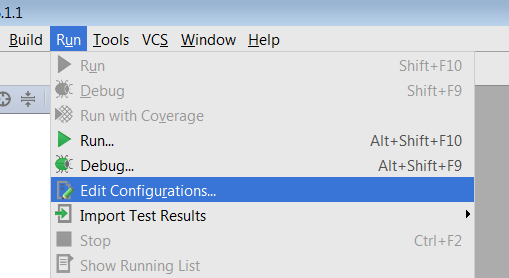 .1.1
Build Run Tools VCS Window Help
Run Shift+F10
Debug Shift+F9
Run with Coverage
Run... Alt+Shift+F10
Debug... Alt+Shift+F9
Edit Configurations...
Import Test Results
Stop Ctrl+F2
Show Running List